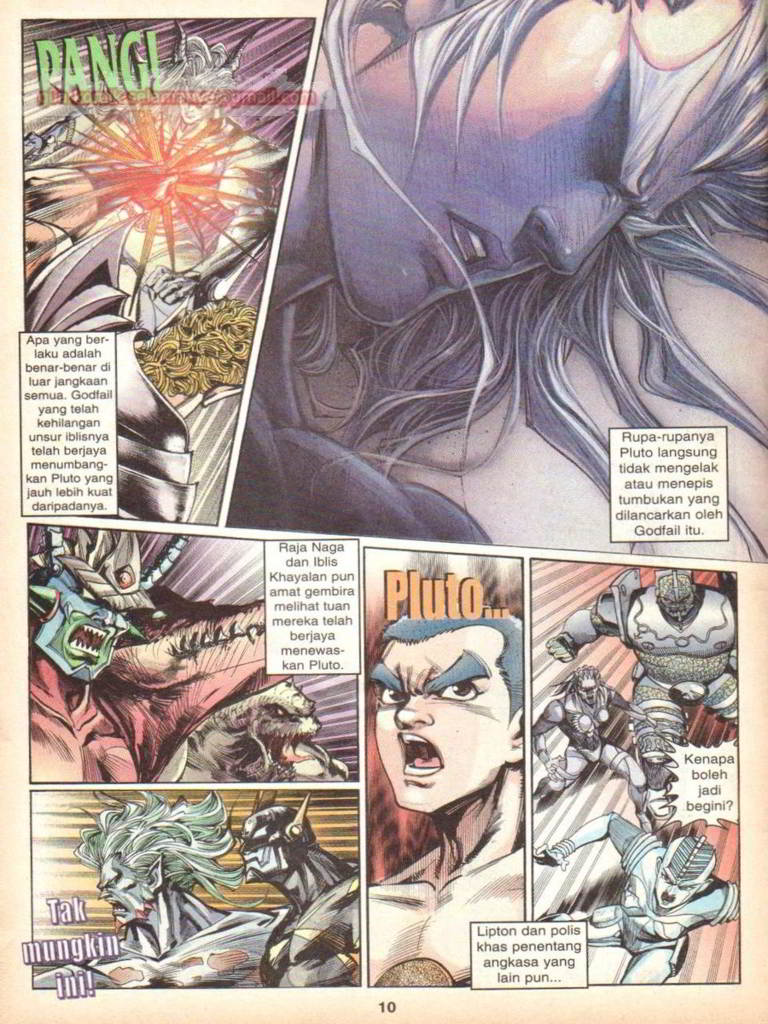 PANG!
Apa yang ber-
laku adalah
benar-benar di
luar jangkaan
semua. Godfail
yang telah
kehilangan
unsur iblisnya
telah berjaya
menumbang-
kan Pluto yang
jauh lebih kuat
daripadanya.
Rupa-rupanya
Pluto langsung
tidak mengelak
atau menepis
tumbukan yang
dilancarkan oleh
Godfail itu.
Raja Naga
dan Iblis
Khayalan pun
amat gembira
melihat tuan
mereka telah
berjaya
menewas-
kan Pluto.
Pluto...
Kenapa
boleh
jadi
begini?
Tak
mungkin
ini!
Lipton dan polis
khas penentang
angkasa yang
lain pun...
10